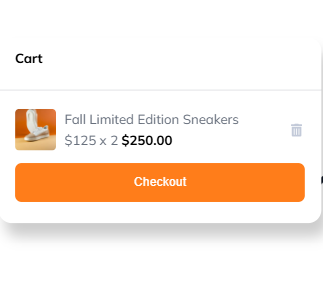 Cart
Fall Limited Edition Sneakers
$125 x 2 $250.00
Checkout